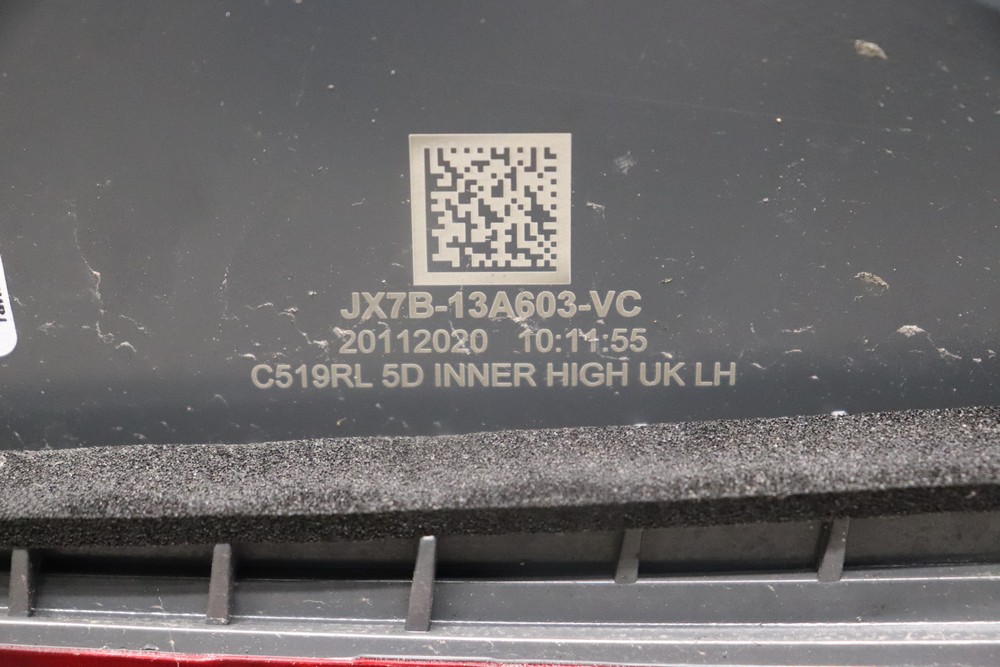 JX7B-13A603-VC
20112020 10:11:55
C519RL 5D INNER HIGH UK LH